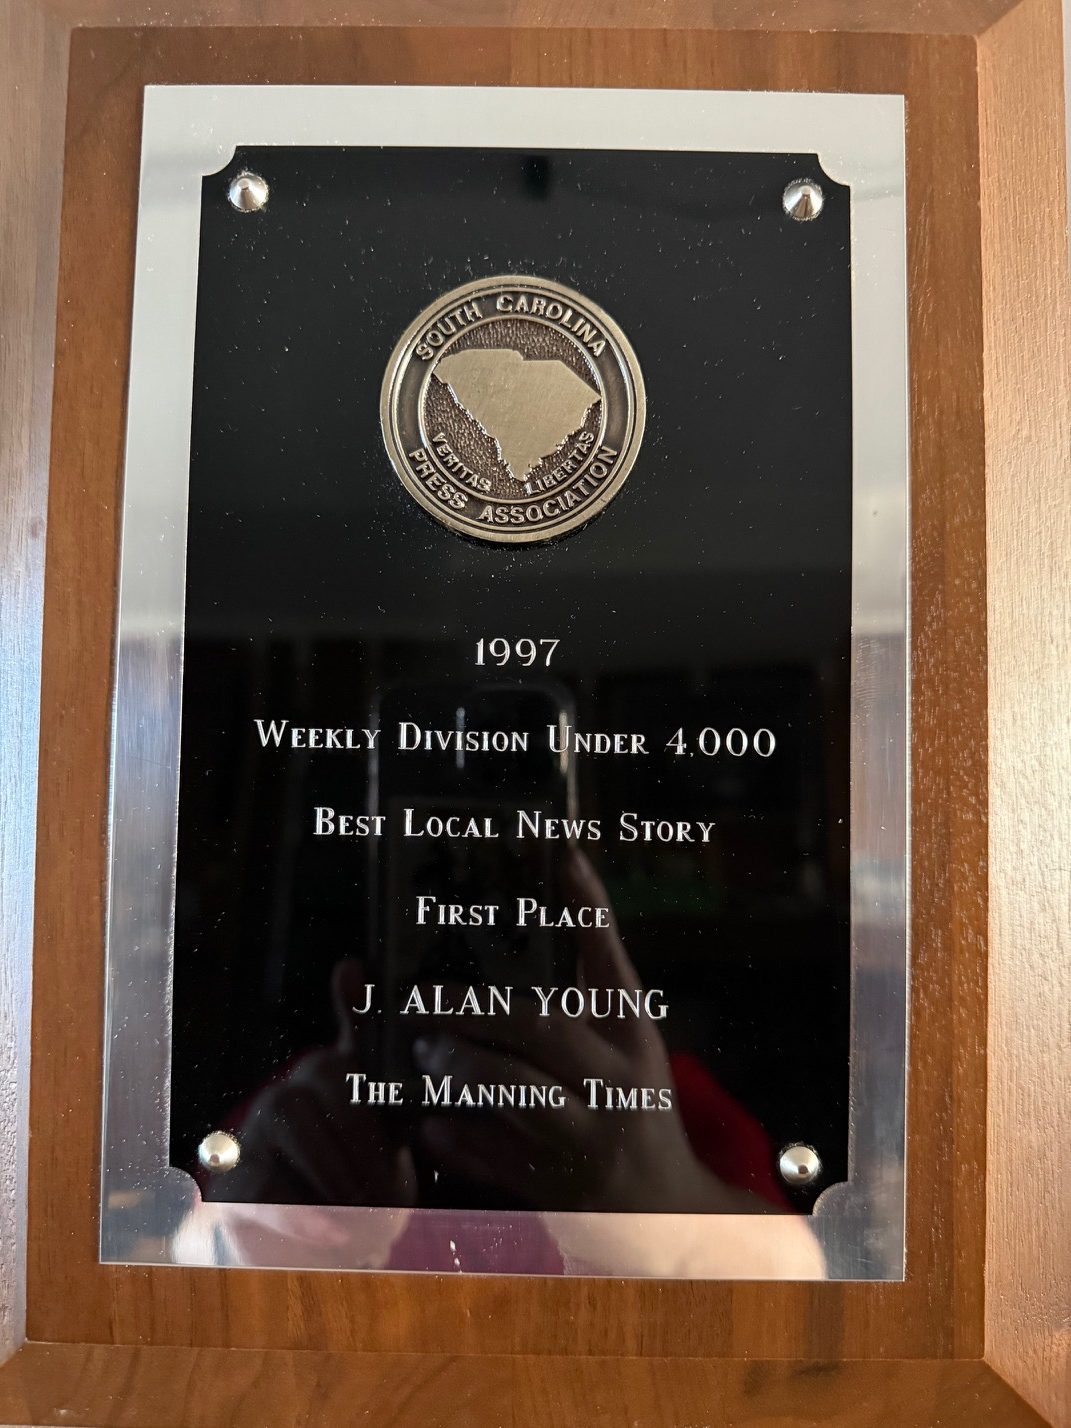 SOUTH CAROLINA
VERITAS LIBERTAS
PRESS ASSOCIATION
1997
WEEKLY DIVISION UNDER 4,000
BEST LOCAL NEWS STORY
FIRST PLACE
J. ALAN YOUNG
THE MANNING TIMES